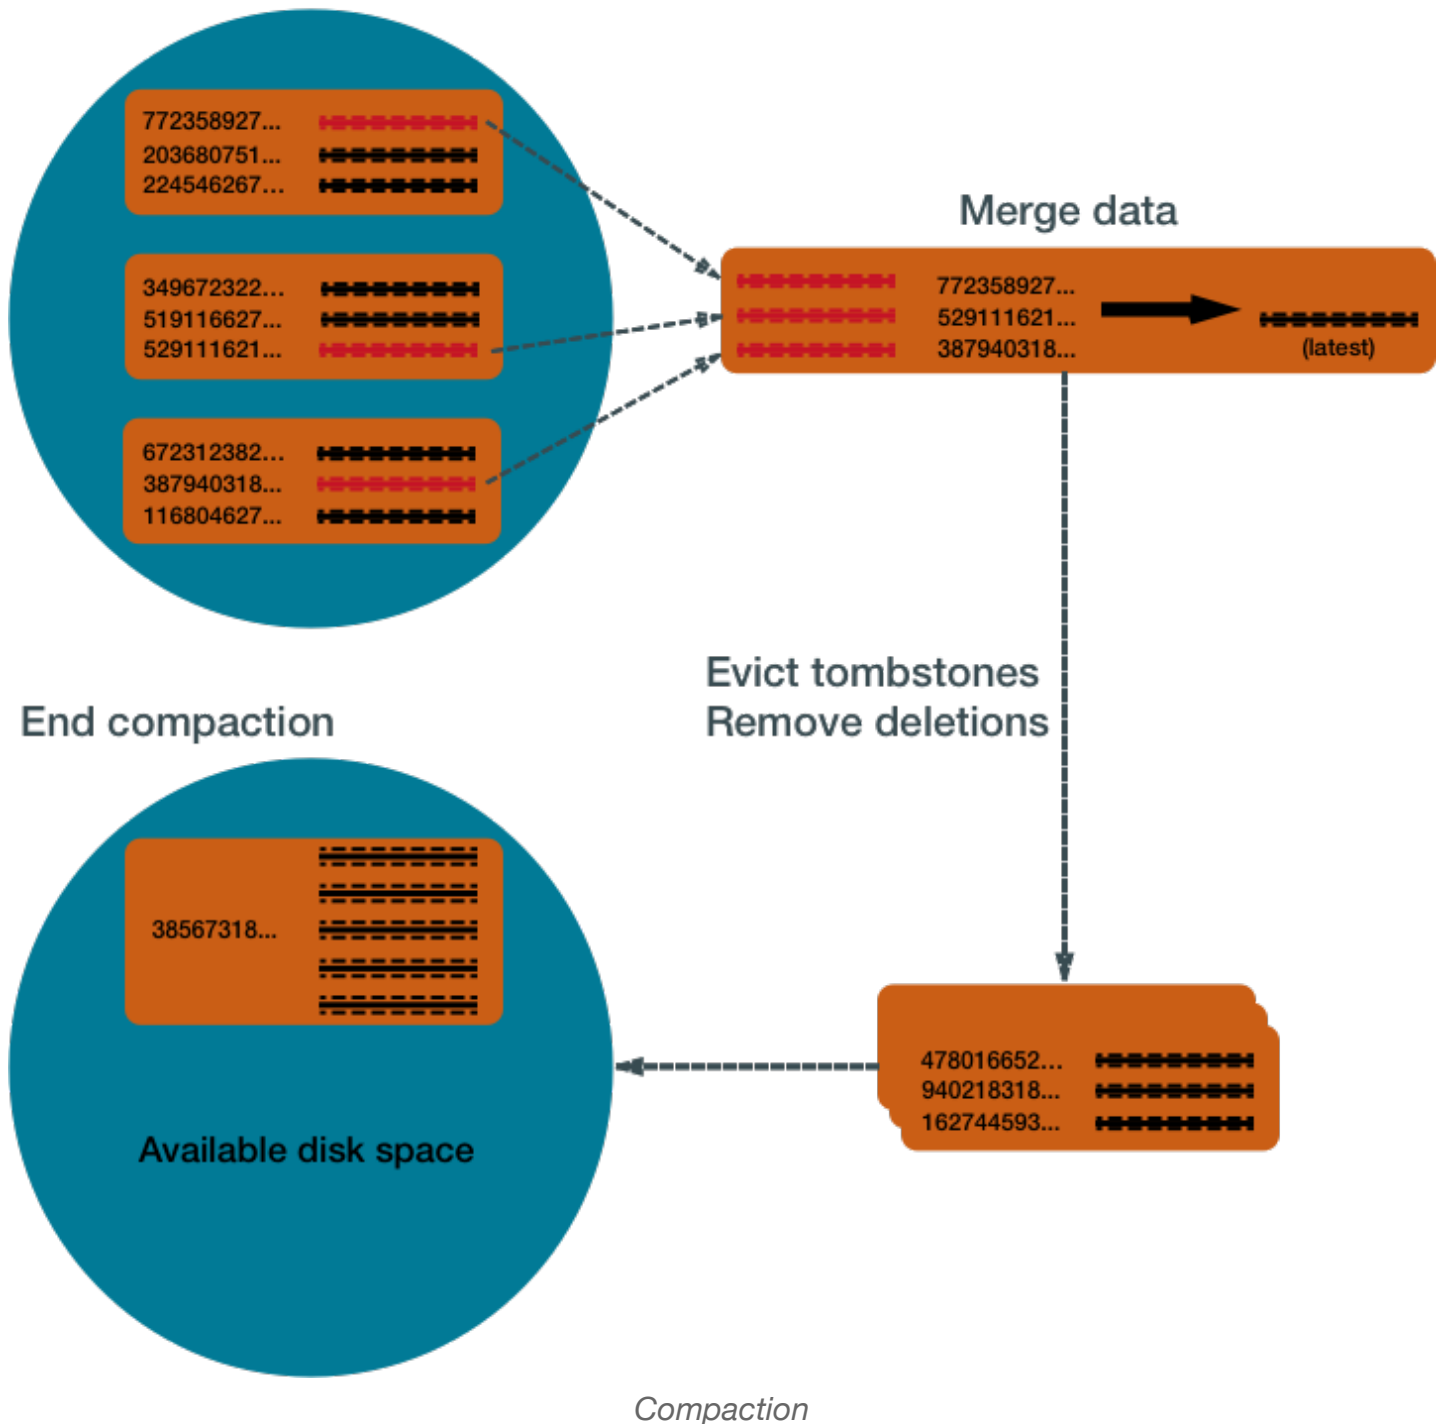 772358927...
203680751...
224546267...
349672322...
519116627...
529111621...
672312382...
387940318...
116804627...
Merge data
772358927...
529111621...
387940318...
(latest)
Evict tombstones
Remove deletions
478016652...
940218318...
162744593...
End compaction
38567318...
Available disk space
Compaction